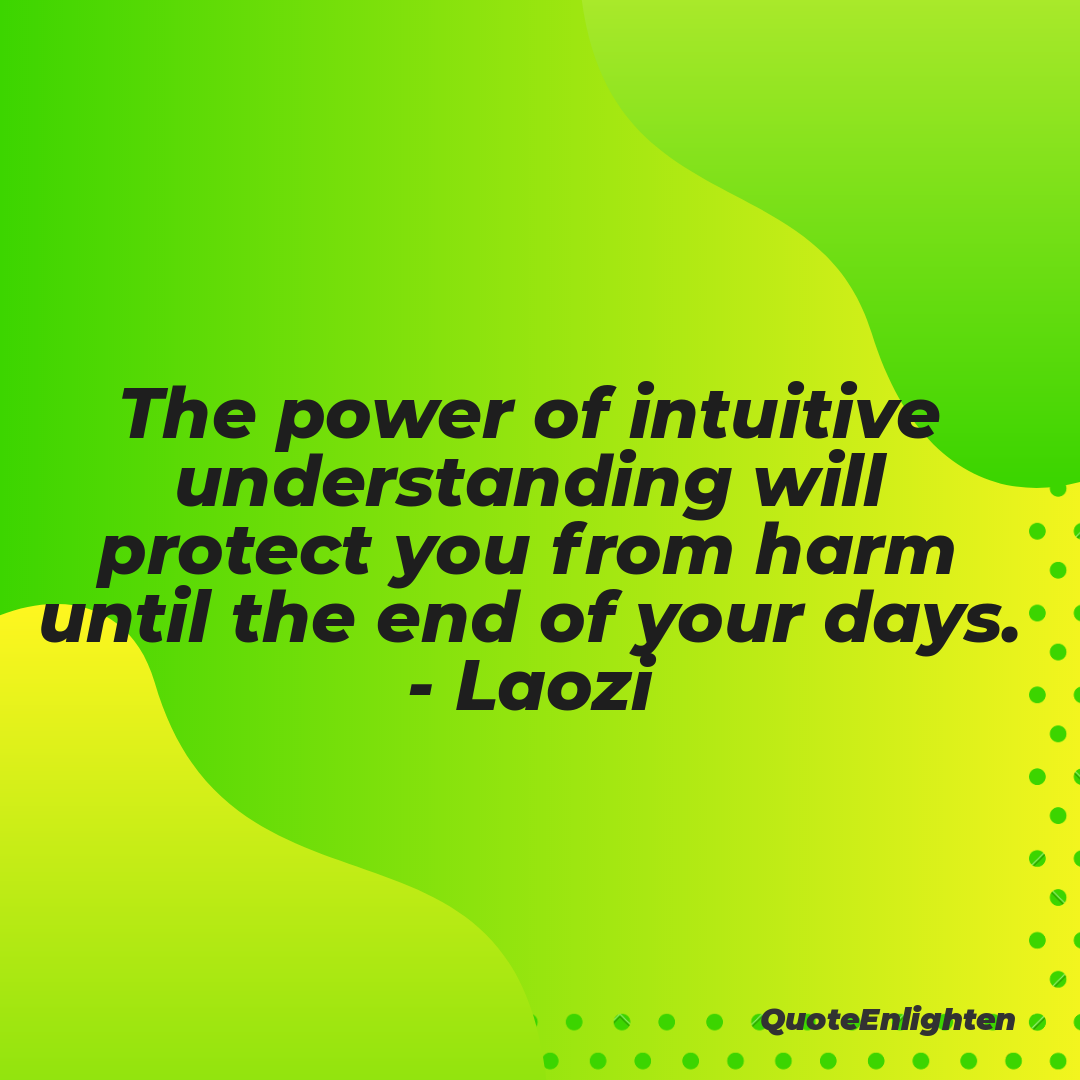 The power of intuitive
understanding will
protect you from harm
until the end of your days.
- Laozi
QuoteEnlighten